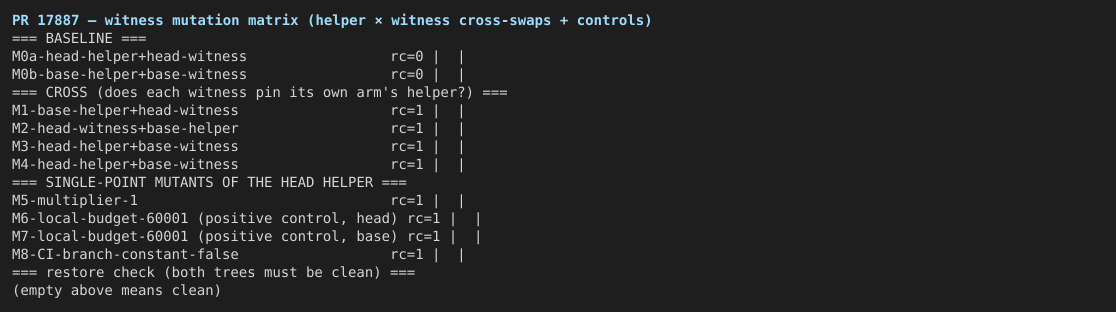 PR 17887 — witness mutation matrix (helper × witness cross-swaps + controls)
=== BASELINE ===
M0a-head-helper+head-witness                 rc=0 |  |
M0b-base-helper+base-witness                 rc=0 |  |
=== CROSS (does each witness pin its own arm's helper?) ===
M1-base-helper+head-witness                  rc=1 |  |
M2-head-witness+base-helper                  rc=1 |  |
M3-head-helper+base-witness                  rc=1 |  |
M4-head-helper+base-witness                  rc=1 |  |
=== SINGLE-POINT MUTANTS OF THE HEAD HELPER ===
M5-multiplier-1                              rc=1 |  |
M6-local-budget-60001 (positive control, head) rc=1 |  |
M7-local-budget-60001 (positive control, base) rc=1 |  |
M8-CI-branch-constant-false                  rc=1 |  |
=== restore check (both trees must be clean) ===
(empty above means clean)